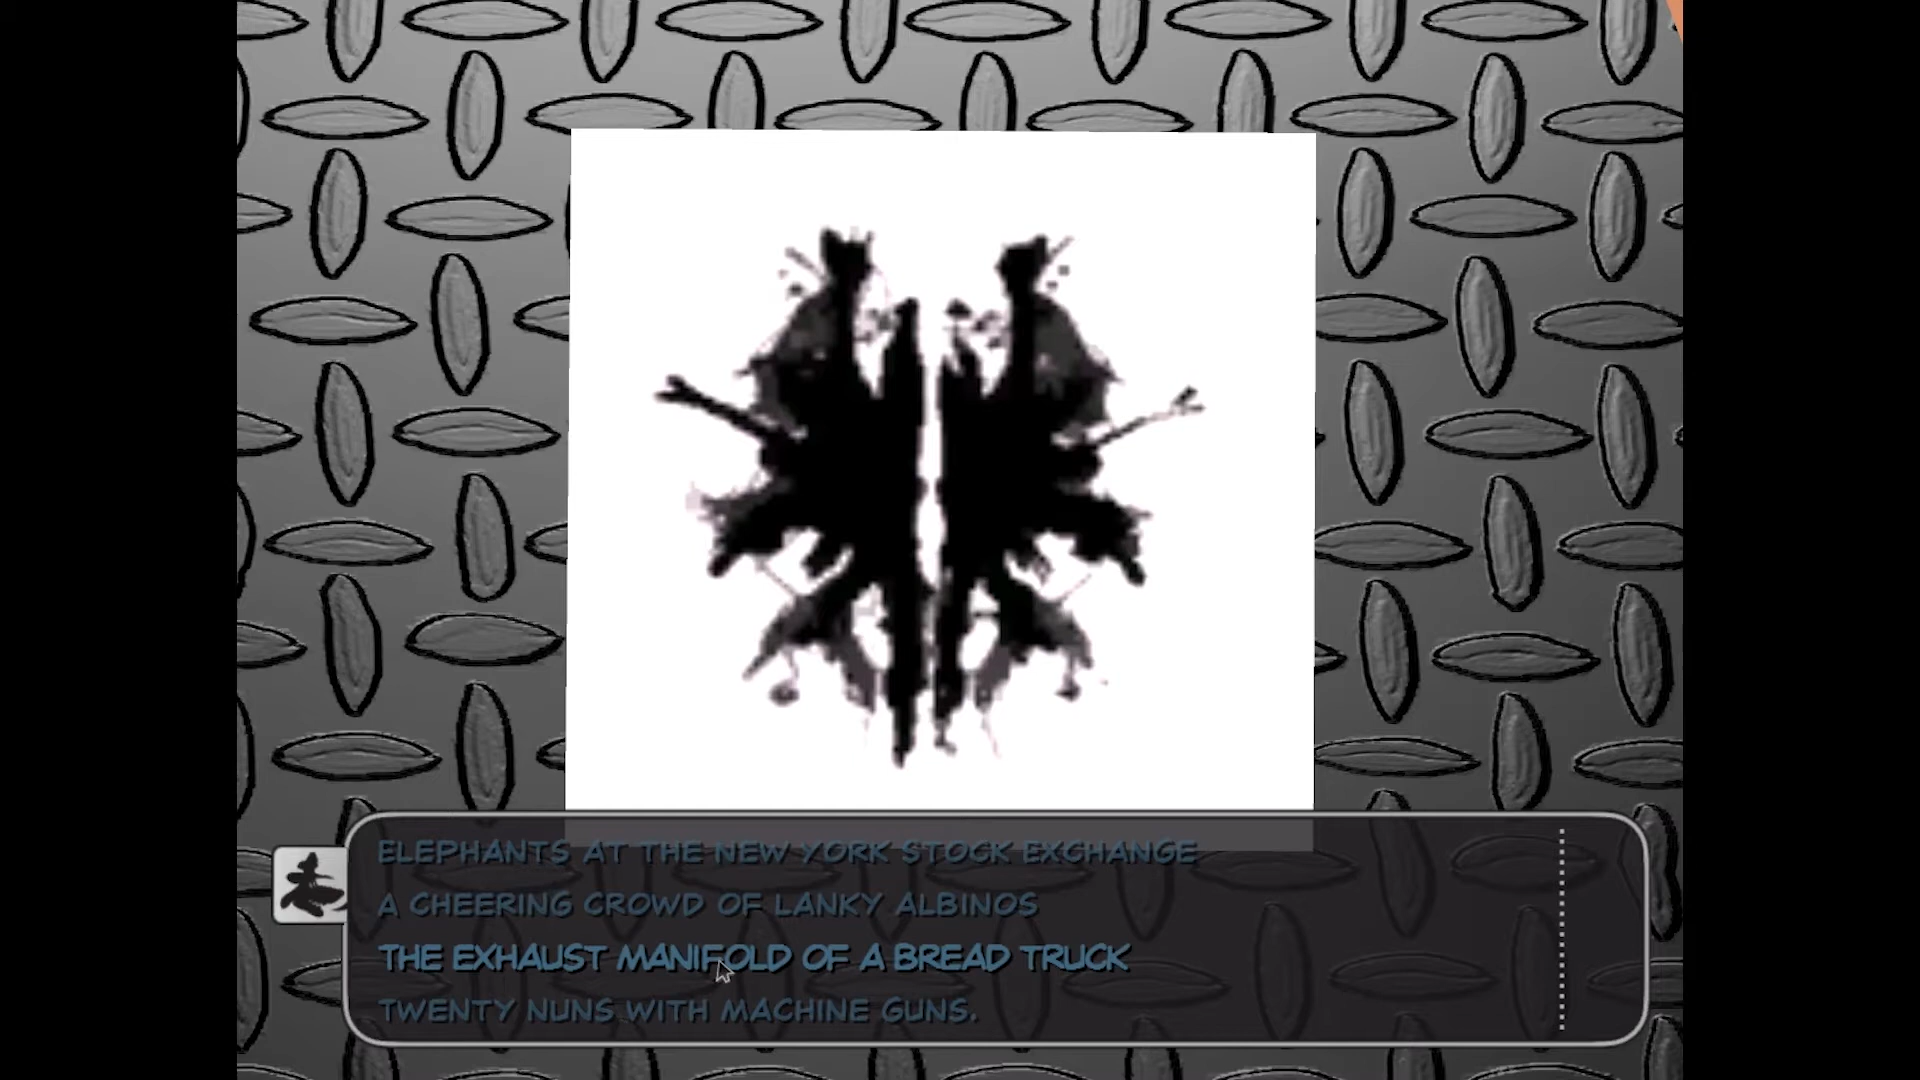 ELEPHANTS AT THE NEW YORK STOCK EXCHANGE
A CHEERING CROWD OF LANKY ALBINOS
THE EXHAUST MANIFOLD OF A BREAD TRUCK
TWENTY NUNS WITH MACHINE GUNS.